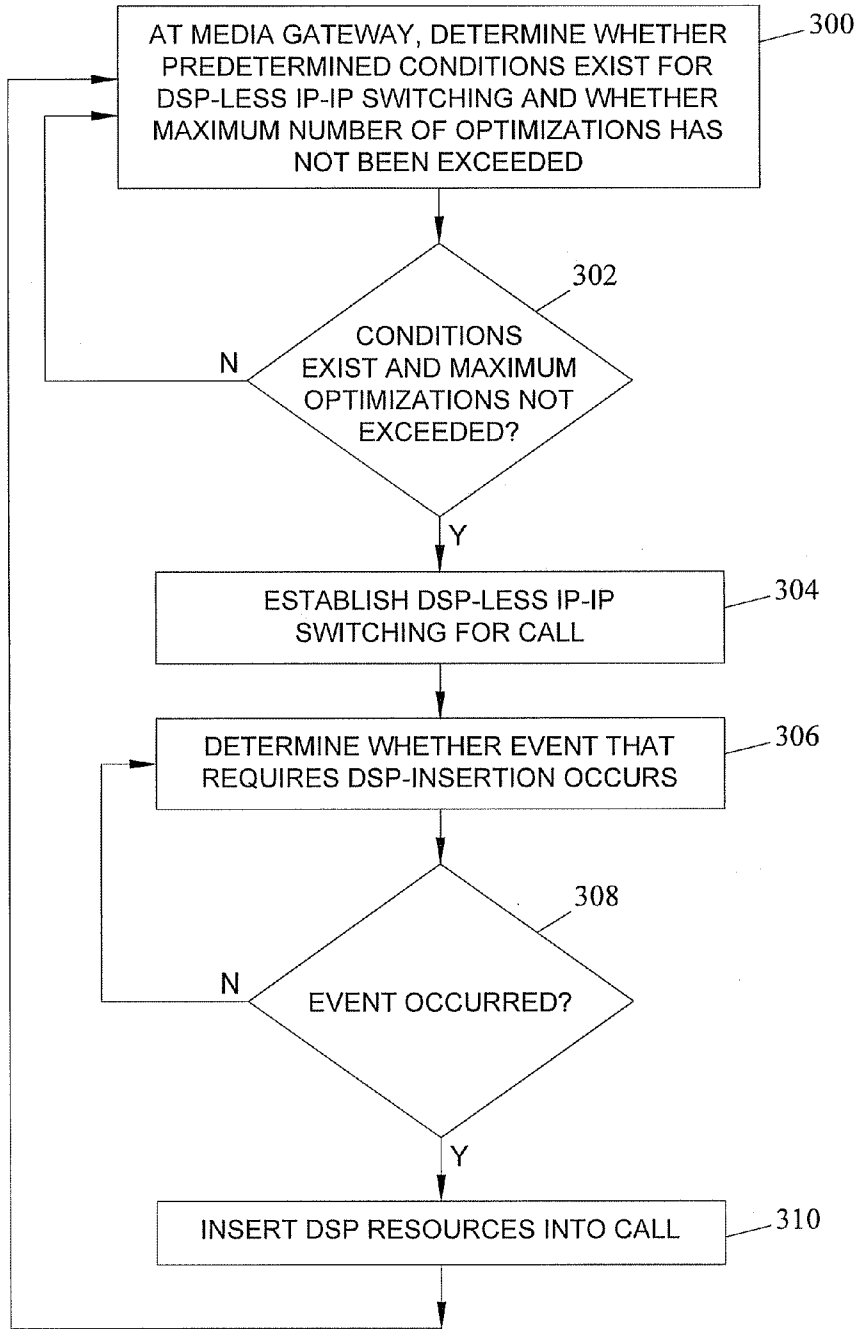 AT MEDIA GATEWAY, DETERMINE WHETHER
PREDETERMINED CONDITIONS EXIST FOR
DSP-LESS IP-IP SWITCHING AND WHETHER
MAXIMUM NUMBER OF OPTIMIZATIONS HAS
NOT BEEN EXCEEDED
300
302
CONDITIONS
EXIST AND MAXIMUM
OPTIMIZATIONS NOT
EXCEEDED?
N
Y
ESTABLISH DSP-LESS IP-IP
SWITCHING FOR CALL
304
DETERMINE WHETHER EVENT THAT
REQUIRES DSP-INSERTION OCCURS
306
308
EVENT OCCURRED?
N
Y
INSERT DSP RESOURCES INTO CALL
310